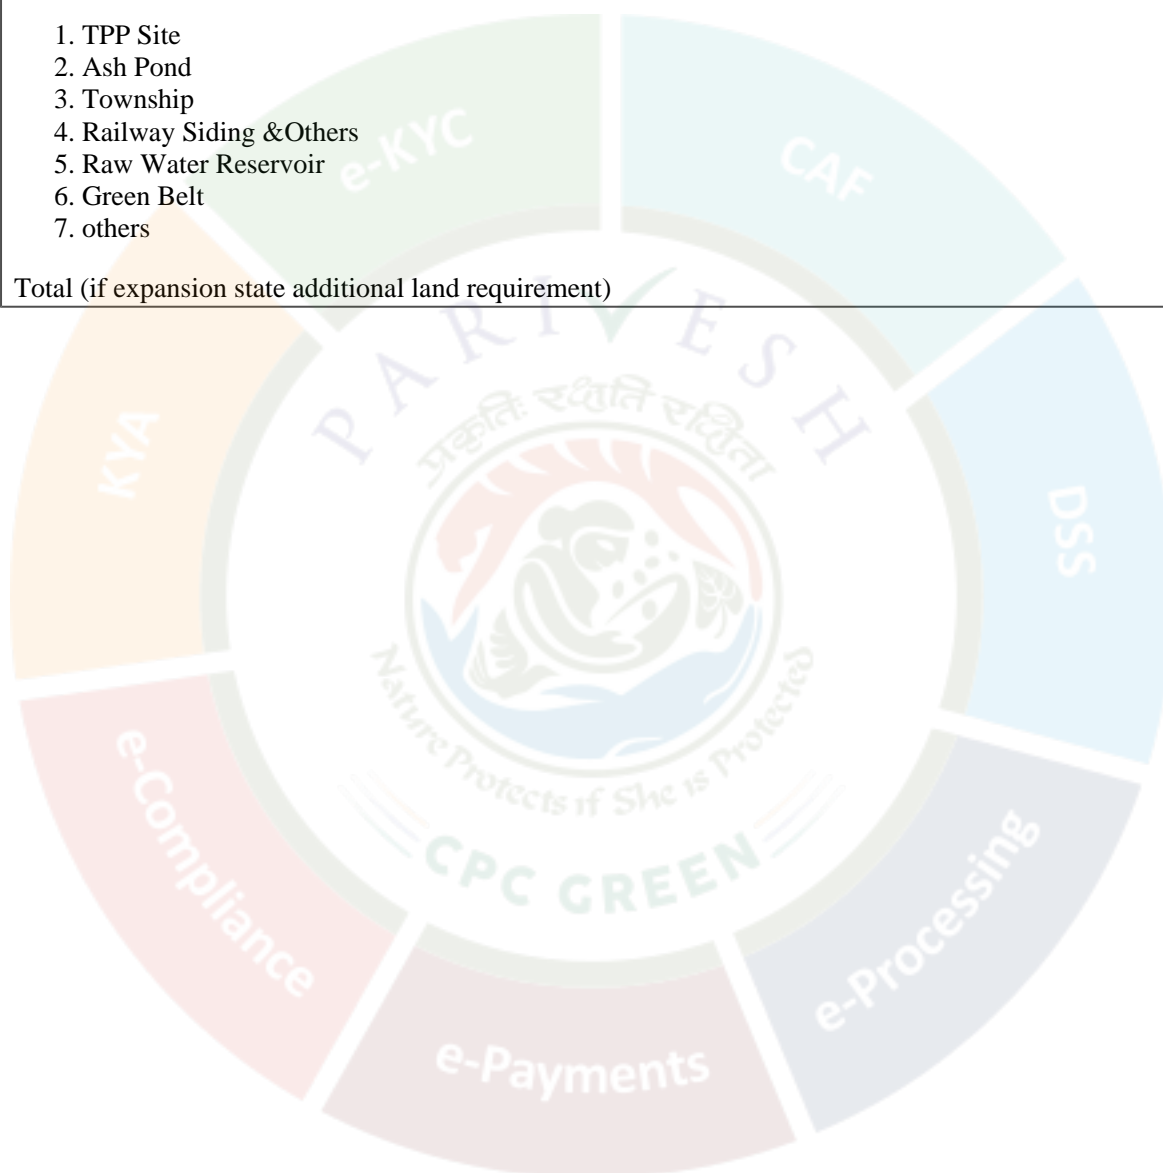 1. TPP Site
2. Ash Pond
3. Township
4. Railway Siding &Others
5. Raw Water Reservoir
6. Green Belt
7. others
Total (if expansion state additional land requirement)
e-KYC
CAF
KYA
DSS
PARIVESH
प्रकृतिः रक्षति रक्षिता
Nature Protects if She is Protected
CPC GREEN
e-Compliance
e-Processing
e-Payments